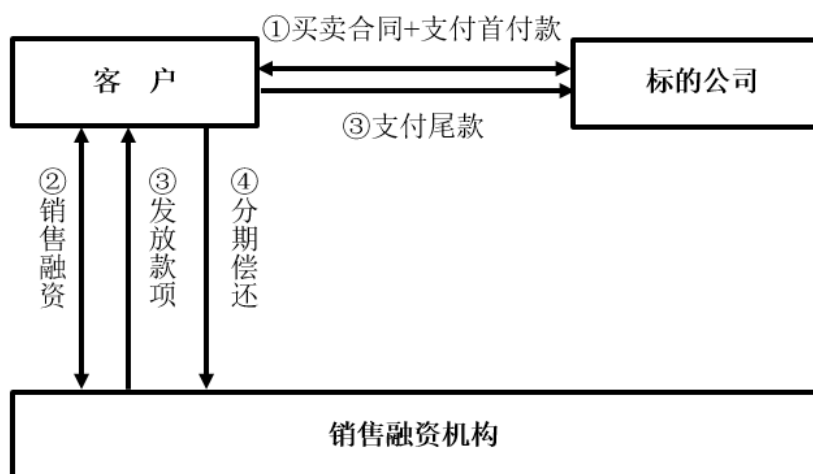 ①买卖合同+支付首付款
客 户
标的公司
③支付尾款
②销售融资
③发放款项
④分期偿还
销售融资机构